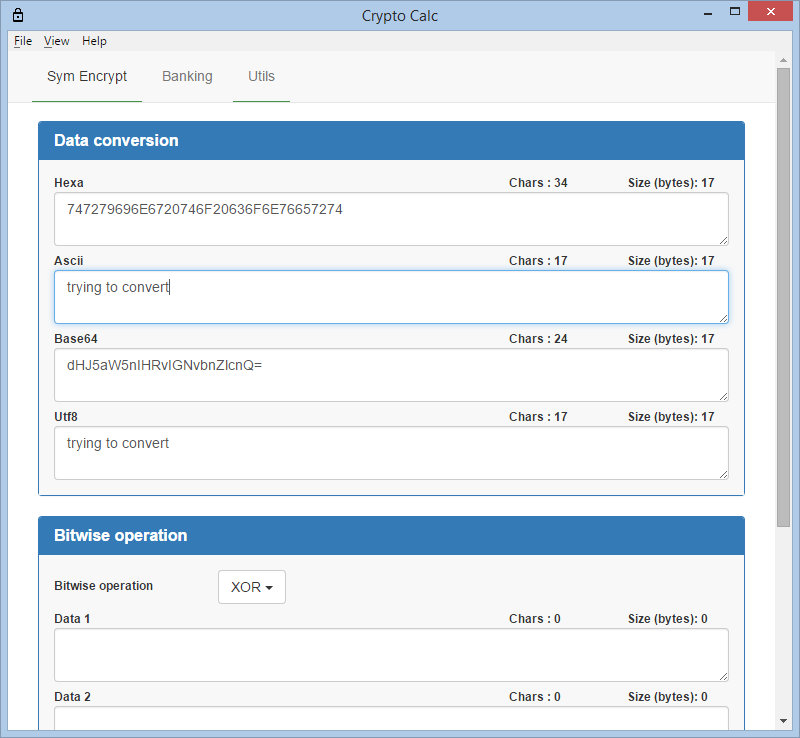 Crypto Calc
File View Help
Sym Encrypt Banking Utils
Data conversion
Hexa Chars : 34 Size (bytes): 17
747279696E6720746F20636F6E76657274
Ascii Chars : 17 Size (bytes): 17
trying to convert
Base64 Chars : 24 Size (bytes): 17
dHJ5aW5nIHRvIGNvbnZlcnQ=
Utf8 Chars : 17 Size (bytes): 17
trying to convert
Bitwise operation
Bitwise operation XOR
Data 1 Chars : 0 Size (bytes): 0
Data 2 Chars : 0 Size (bytes): 0